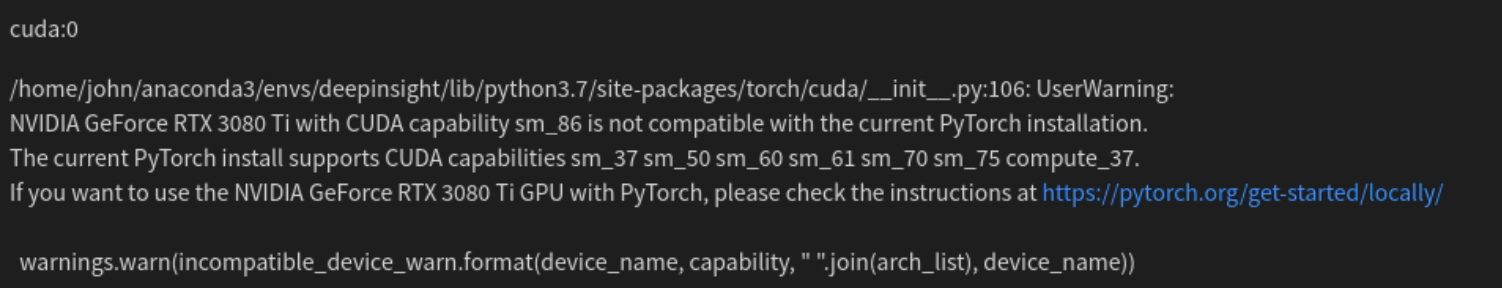 cuda:0
/home/john/anaconda3/envs/deepinsight/lib/python3.7/site-packages/torch/cuda/__init__.py:106: UserWarning:
NVIDIA GeForce RTX 3080 Ti with CUDA capability sm_86 is not compatible with the current PyTorch installation.
The current PyTorch install supports CUDA capabilities sm_37 sm_50 sm_60 sm_61 sm_70 sm_75 compute_37.
If you want to use the NVIDIA GeForce RTX 3080 Ti GPU with PyTorch, please check the instructions at https://pytorch.org/get-started/locally/
warnings.warn(incompatible_device_warn.format(device_name, capability, " ".join(arch_list), device_name))